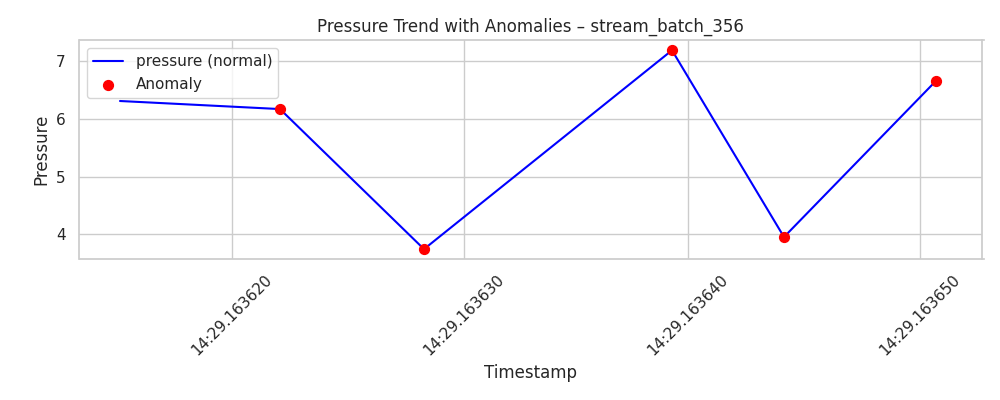 Pressure Trend with Anomalies – stream_batch_356
pressure (normal)
Anomaly
7
6
5
4
Pressure
14:29.163620
14:29.163630
14:29.163640
14:29.163650
Timestamp